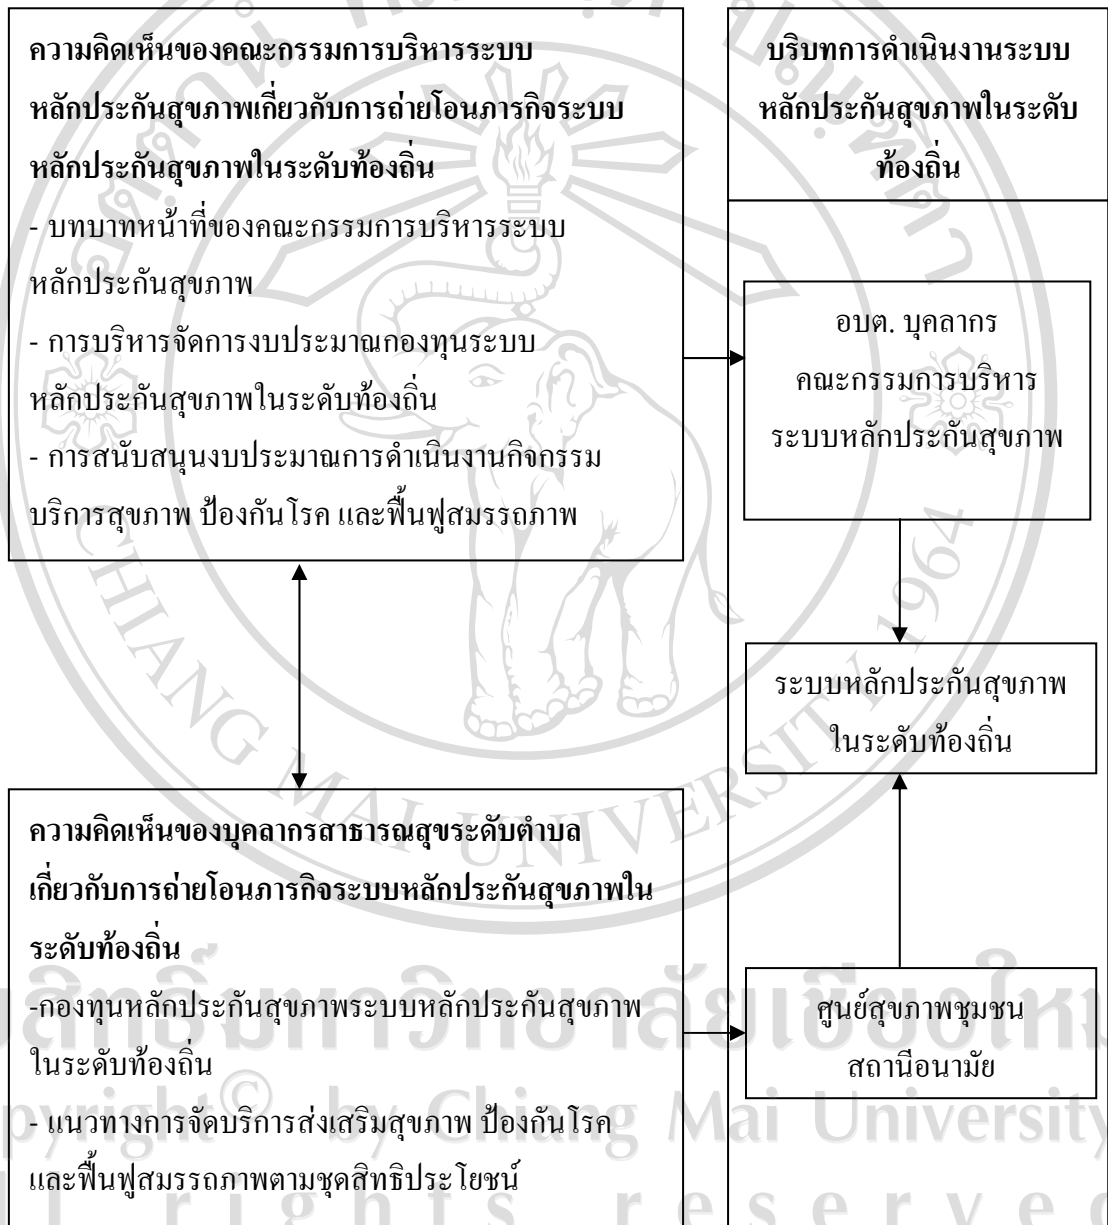 ความคิดเห็นของคณะกรรมการบริหารระบบ
หลักประกันสุขภาพเกี่ยวกับการถ่ายโอนภารกิจระบบ
หลักประกันสุขภาพในระดับท้องถิ่น
- บทบาทหน้าที่ของคณะกรรมการบริหารระบบ
หลักประกันสุขภาพ
- การบริหารจัดการงบประมาณกองทุนระบบ
หลักประกันสุขภาพในระดับท้องถิ่น
- การสนับสนุนงบประมาณการดำเนินงานกิจกรรม
บริการสุขภาพ ป้องกันโรค และฟื้นฟูสมรรถภาพ
บริบทการดำเนินงานระบบ
หลักประกันสุขภาพในระดับ
ท้องถิ่น
อบต. บุคลากร
คณะกรรมการบริหาร
ระบบหลักประกันสุขภาพ
ระบบหลักประกันสุขภาพ
ในระดับท้องถิ่น
ความคิดเห็นของบุคลากรสาธารณสุขระดับตำบล
เกี่ยวกับการถ่ายโอนภารกิจระบบหลักประกันสุขภาพใน
ระดับท้องถิ่น
-กองทุนหลักประกันสุขภาพระบบหลักประกันสุขภาพ
ในระดับท้องถิ่น
- แนวทางการจัดบริการส่งเสริมสุขภาพ ป้องกันโรค
และฟื้นฟูสมรรถภาพตามชุดสิทธิประโยชน์
ศูนย์สุขภาพชุมชน
สถานีอนามัย
CHIANG MAI UNIVERSITY 1964
by Chiang Mai University
rights reserved